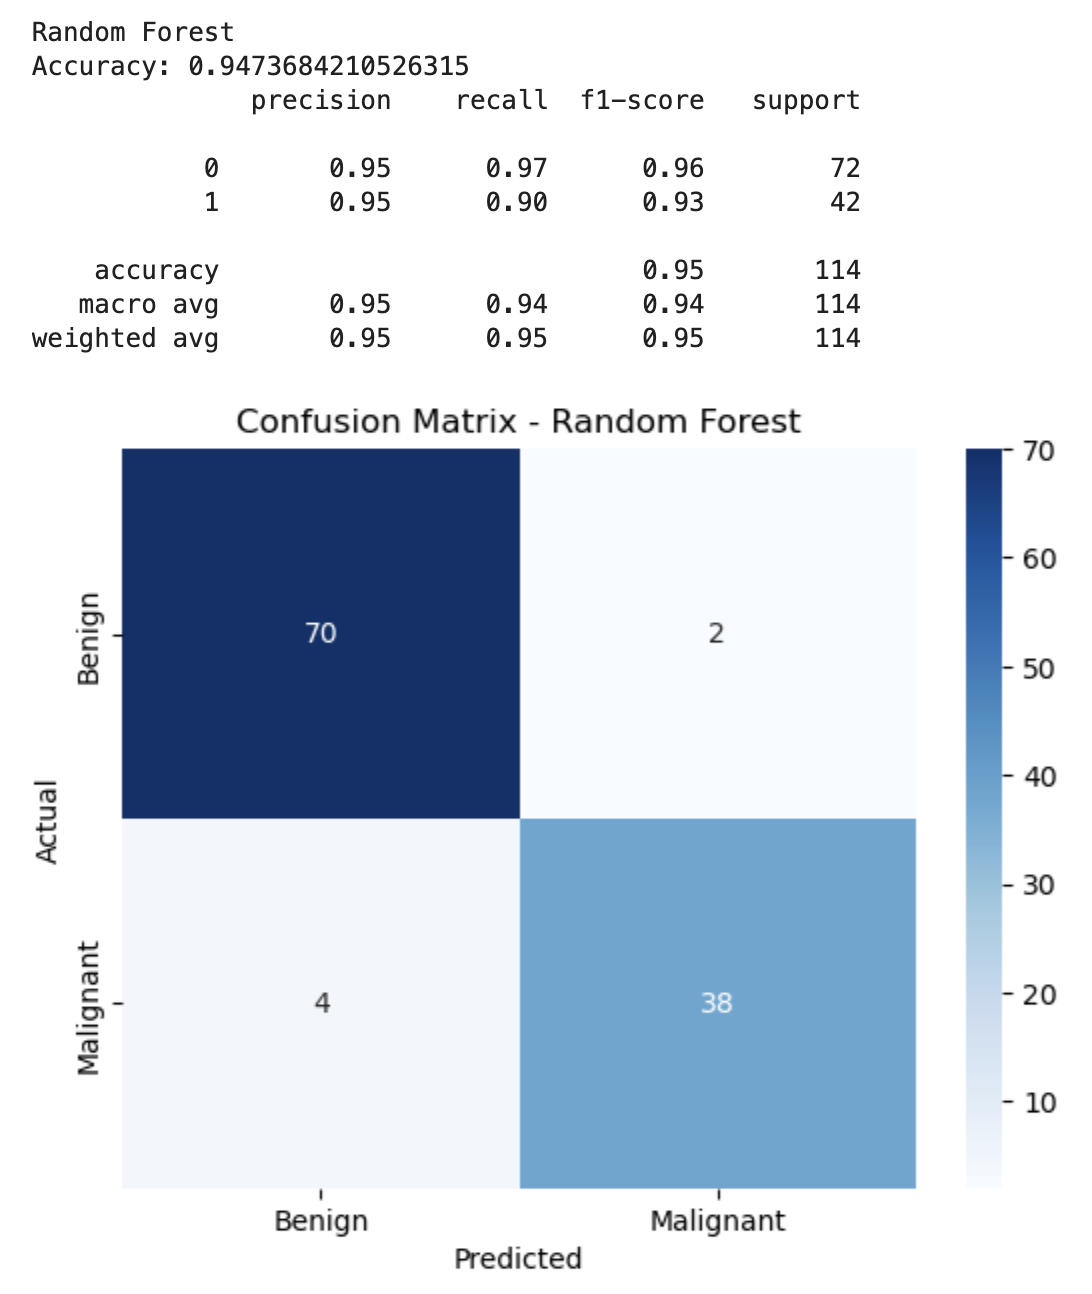 Random Forest
Accuracy: 0.9473684210526315
precision recall f1-score support
0 0.95 0.97 0.96 72
1 0.95 0.90 0.93 42
accuracy 0.95 114
macro avg 0.95 0.94 0.94 114
weighted avg 0.95 0.95 0.95 114
Confusion Matrix - Random Forest
Actual
Benign
Malignant
70 2
4 38
Benign Malignant
Predicted
70
60
50
40
30
20
10